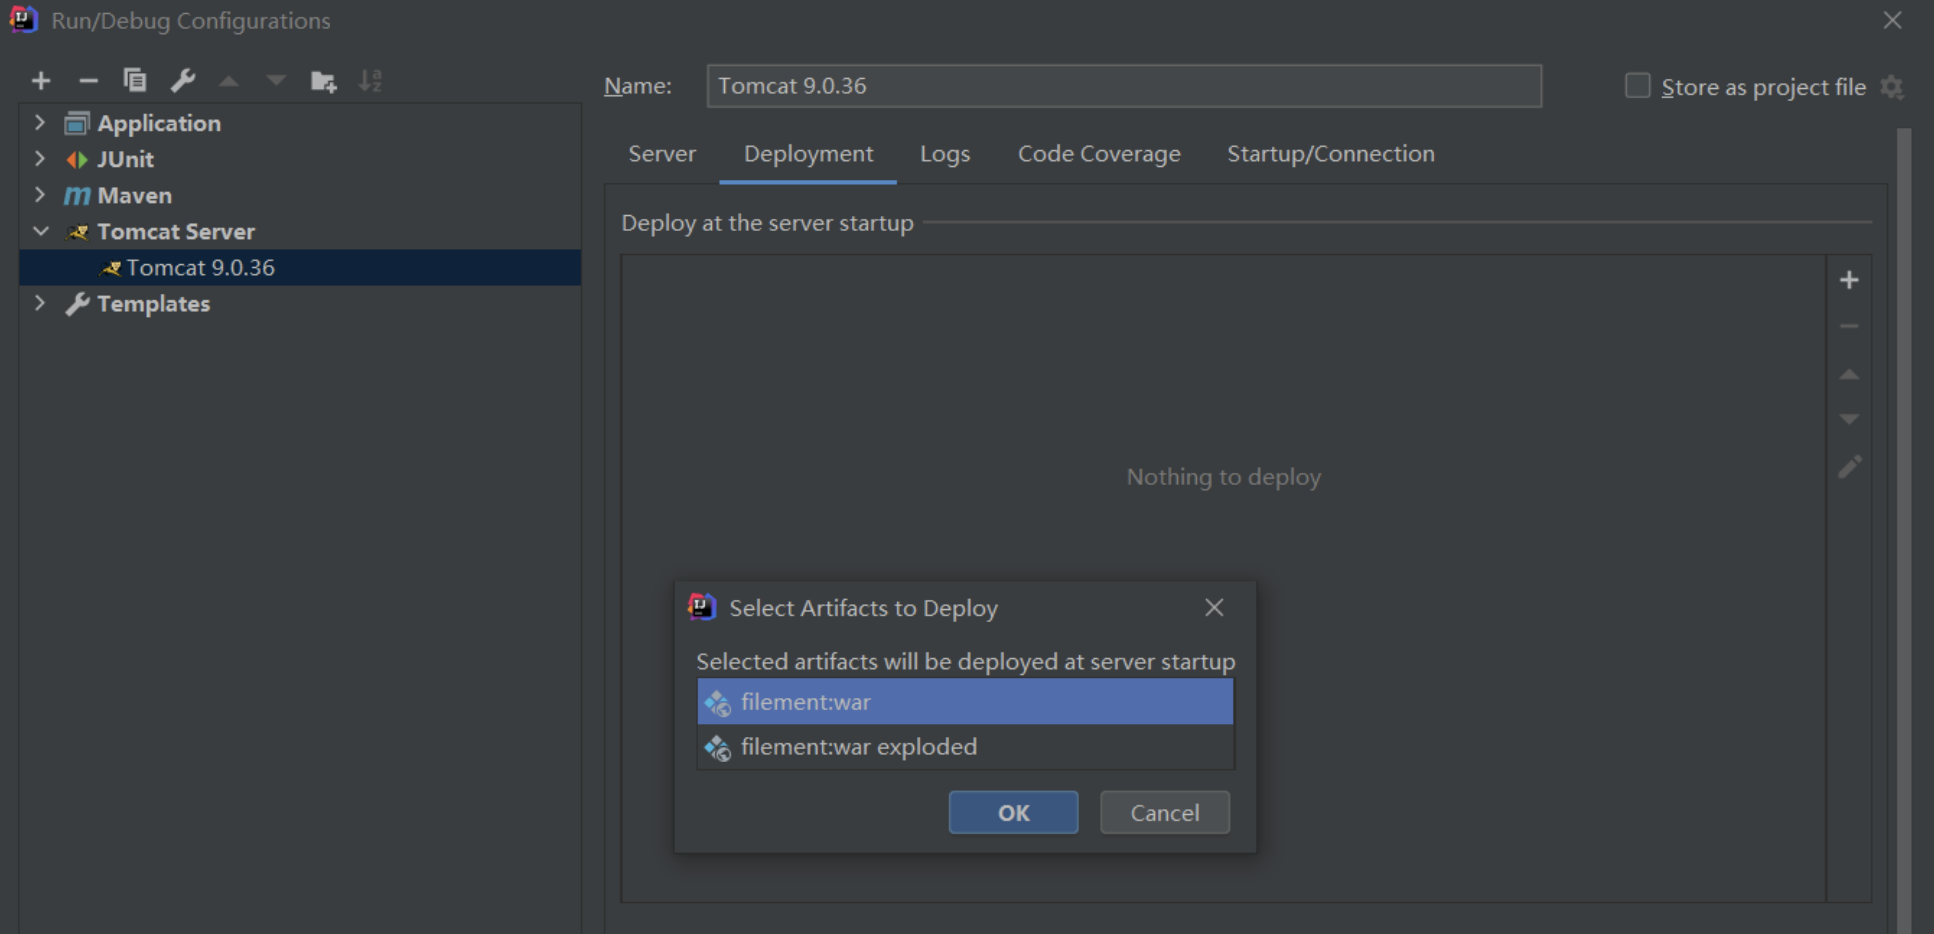 Run/Debug Configurations
Name: Tomcat 9.0.36 Store as project file
Application
JUnit
Maven
Tomcat Server
Tomcat 9.0.36
Templates
Server Deployment Logs Code Coverage Startup/Connection
Deploy at the server startup
Nothing to deploy
Select Artifacts to Deploy
Selected artifacts will be deployed at server startup
filement:war
filement:war exploded
OK Cancel